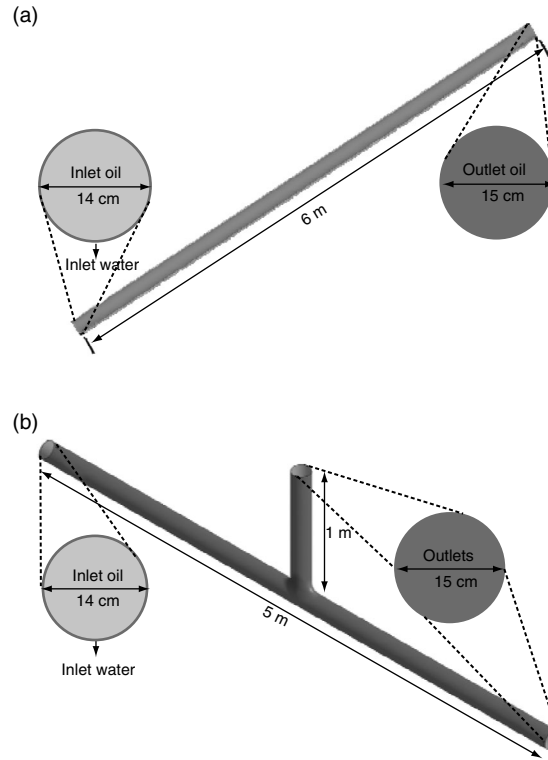 (a)
Inlet oil
14 cm
Inlet water
Outlet oil
15 cm
6 m
(b)
Inlet oil
14 cm
Inlet water
1 m
Outlets
15 cm
5 m